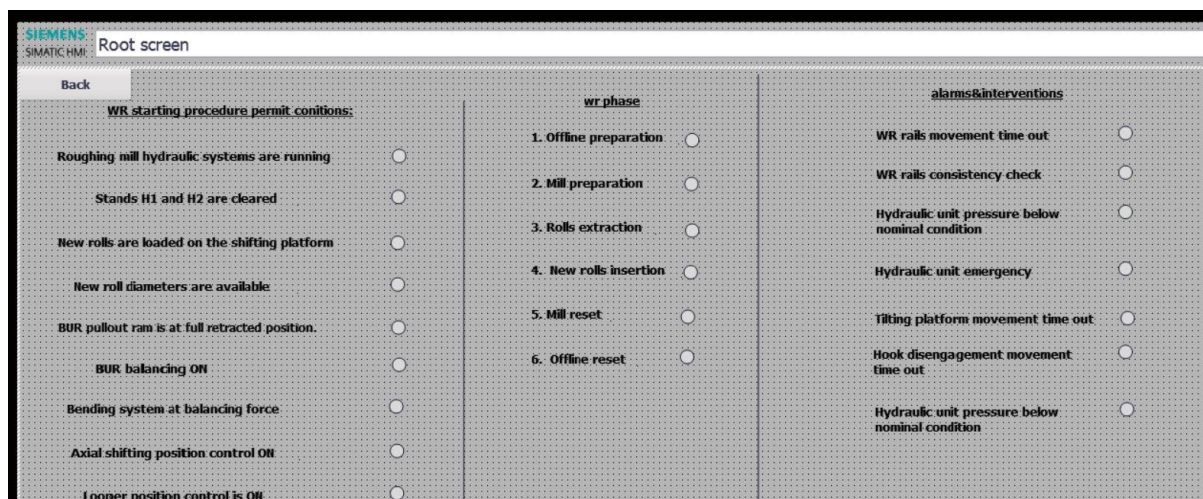 SIEMENS
SIMATIC HMI
Root screen
Back
WR starting procedure permit conitions:
Roughing mill hydraulic systems are running
Stands H1 and H2 are cleared
New rolls are loaded on the shifting platform
New roll diameters are available
BUR pullout ram is at full retracted position.
BUR balancing ON
Bending system at balancing force
Axial shifting position control ON
Looper position control is ON
wr phase
1. Offline preparation
2. Mill preparation
3. Rolls extraction
4. New rolls insertion
5. Mill reset
6. Offline reset
alarms&interventions
WR rails movement time out
WR rails consistency check
Hydraulic unit pressure below
nominal condition
Hydraulic unit emergency
Tilting platform movement time out
Hook disengagement movement
time out
Hydraulic unit pressure below
nominal condition